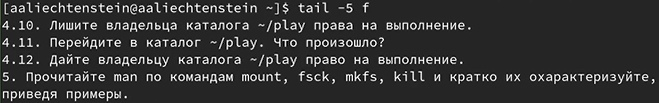 [aaliechtenstein@aaliechtenstein ~]$ tail -5 f
4.10. Лишите владельца каталога ~/play права на выполнение.
4.11. Перейдите в каталог ~/play. Что произошло?
4.12. Дайте владельцу каталога ~/play право на выполнение.
5. Прочитайте man по командам mount, fsck, mkfs, kill и кратко их охарактеризуйте,
приведя примеры.